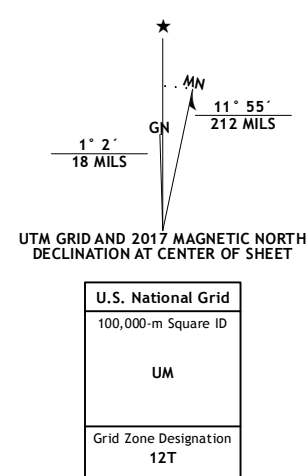 ★
MN
GN
1° 2´
18 MILS
11° 55´
212 MILS
UTM GRID AND 2017 MAGNETIC NORTH
DECLINATION AT CENTER OF SHEET
U.S. National Grid
100,000-m Square ID
UM
Grid Zone Designation
12T